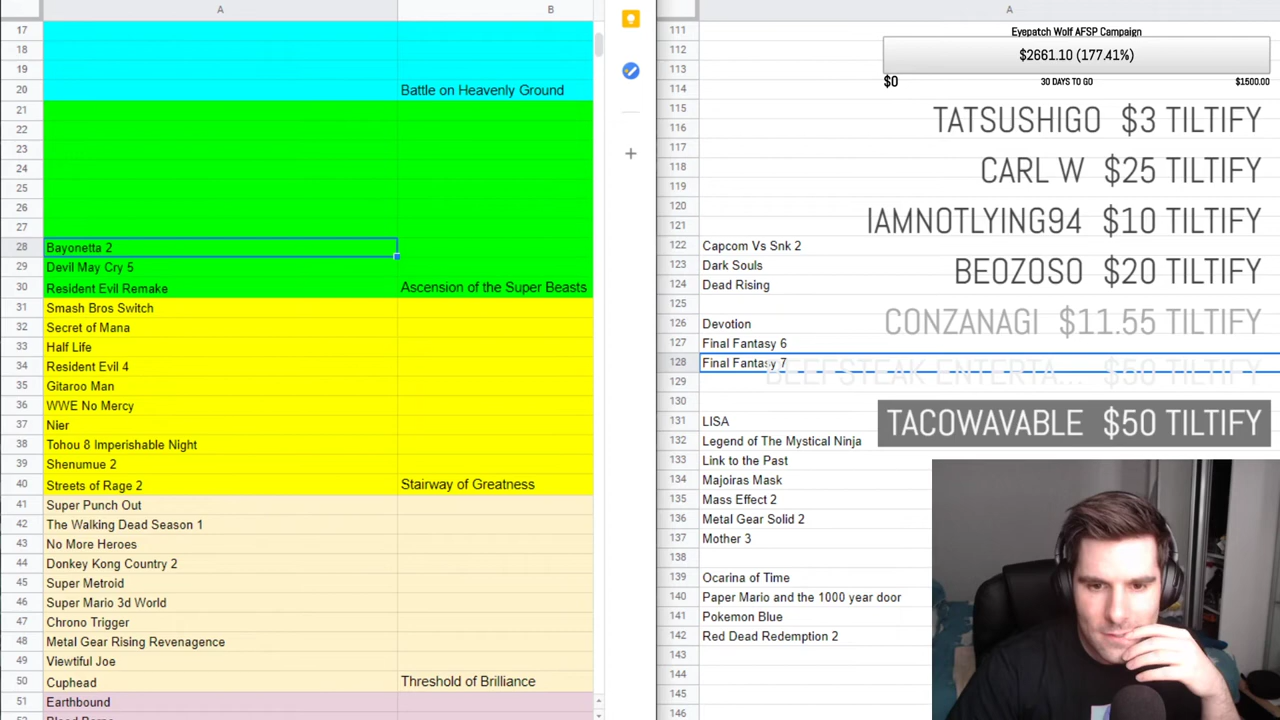 A
B
17
18
19
20 Battle on Heavenly Ground
21
22
23
24
25
26
27
28 Bayonetta 2
29 Devil May Cry 5
30 Resident Evil Remake Ascension of the Super Beasts
31 Smash Bros Switch
32 Secret of Mana
33 Half Life
34 Resident Evil 4
35 Gitaroo Man
36 WWE No Mercy
37 Nier
38 Tohou 8 Imperishable Night
39 Shenumue 2
40 Streets of Rage 2 Stairway of Greatness
41 Super Punch Out
42 The Walking Dead Season 1
43 No More Heroes
44 Donkey Kong Country 2
45 Super Metroid
46 Super Mario 3d World
47 Chrono Trigger
48 Metal Gear Rising Revenagence
49 Viewtiful Joe
50 Cuphead Threshold of Brilliance
51 Earthbound
A
111
112
113
114
115
116
117
118
119
120
121
122 Capcom Vs Snk 2
123 Dark Souls
124 Dead Rising
125
126 Devotion
127 Final Fantasy 6
128 Final Fantasy 7
129
130
131 LISA
132 Legend of The Mystical Ninja
133 Link to the Past
134 Majoiras Mask
135 Mass Effect 2
136 Metal Gear Solid 2
137 Mother 3
138
139 Ocarina of Time
140 Paper Mario and the 1000 year door
141 Pokemon Blue
142 Red Dead Redemption 2
143
144
145
146
Eyepatch Wolf AFSP Campaign
$2661.10 (177.41%)
$0 30 DAYS TO GO $1500.00
TATSUSHIGO $3 TILTIFY
CARL W $25 TILTIFY
IAMNOTLYING94 $10 TILTIFY
BEOZOSO $20 TILTIFY
CONZANAGI $11.55 TILTIFY
BEEFSTEAK ENTERTA... $50 TILTIFY
TACOWAVABLE $50 TILTIFY